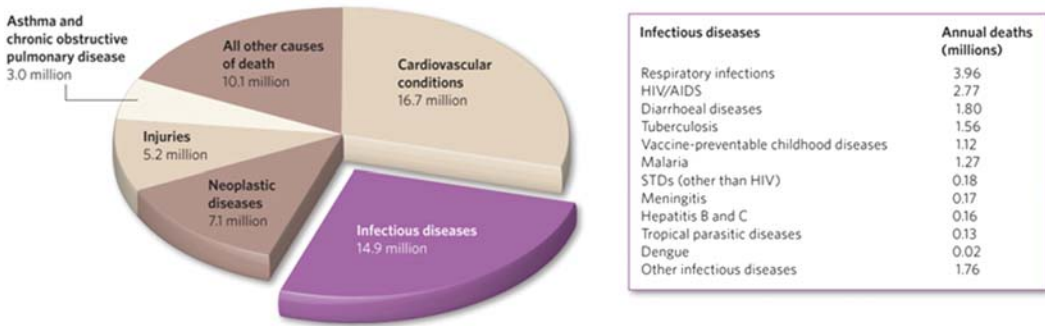 Asthma and
chronic obstructive
pulmonary disease
3.0 million
All other causes
of death
10.1 million
Cardiovascular
conditions
16.7 million
Injuries
5.2 million
Neoplastic
diseases
7.1 million
Infectious diseases
14.9 million
Infectious diseases Annual deaths
(millions)
Respiratory infections 3.96
HIV/AIDS 2.77
Diarrhoeal diseases 1.80
Tuberculosis 1.56
Vaccine-preventable childhood diseases 1.12
Malaria 1.27
STDs (other than HIV) 0.18
Meningitis 0.17
Hepatitis B and C 0.16
Tropical parasitic diseases 0.13
Dengue 0.02
Other infectious diseases 1.76